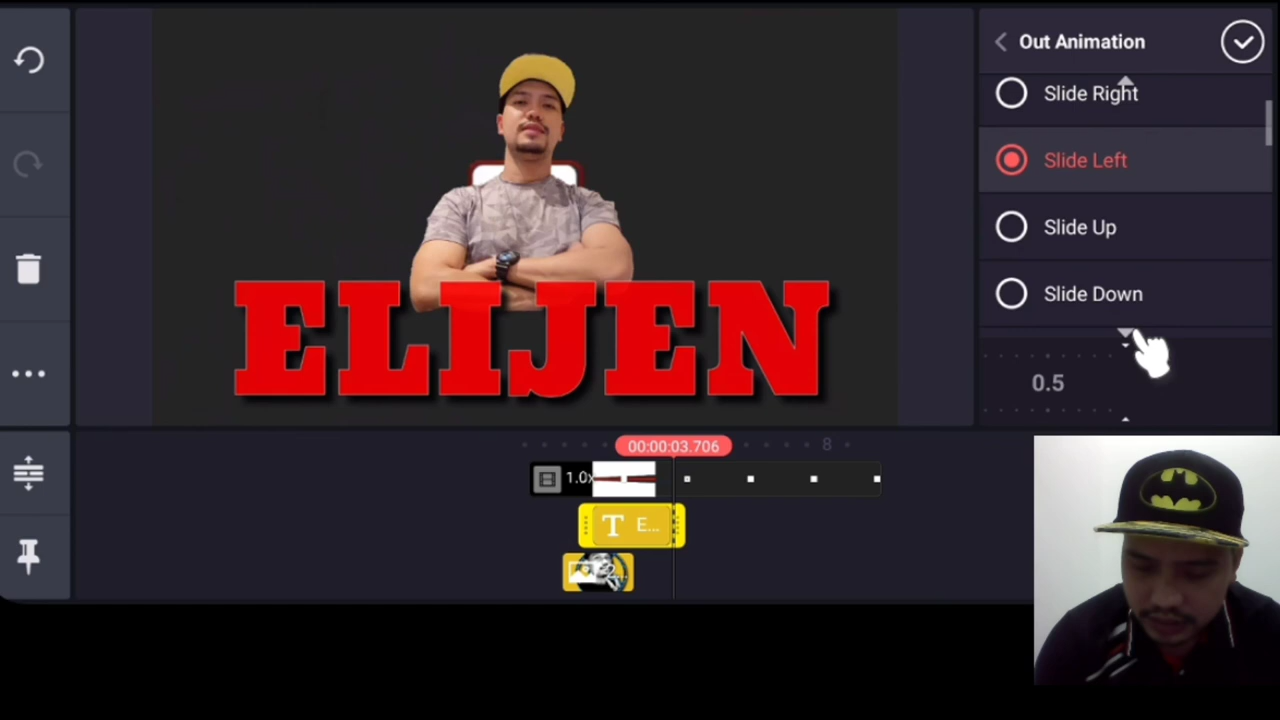 Out Animation
Slide Right
Slide Left
Slide Up
Slide Down
0.5
ELIJEN
00:00:03.706
8
1.0x
T E...